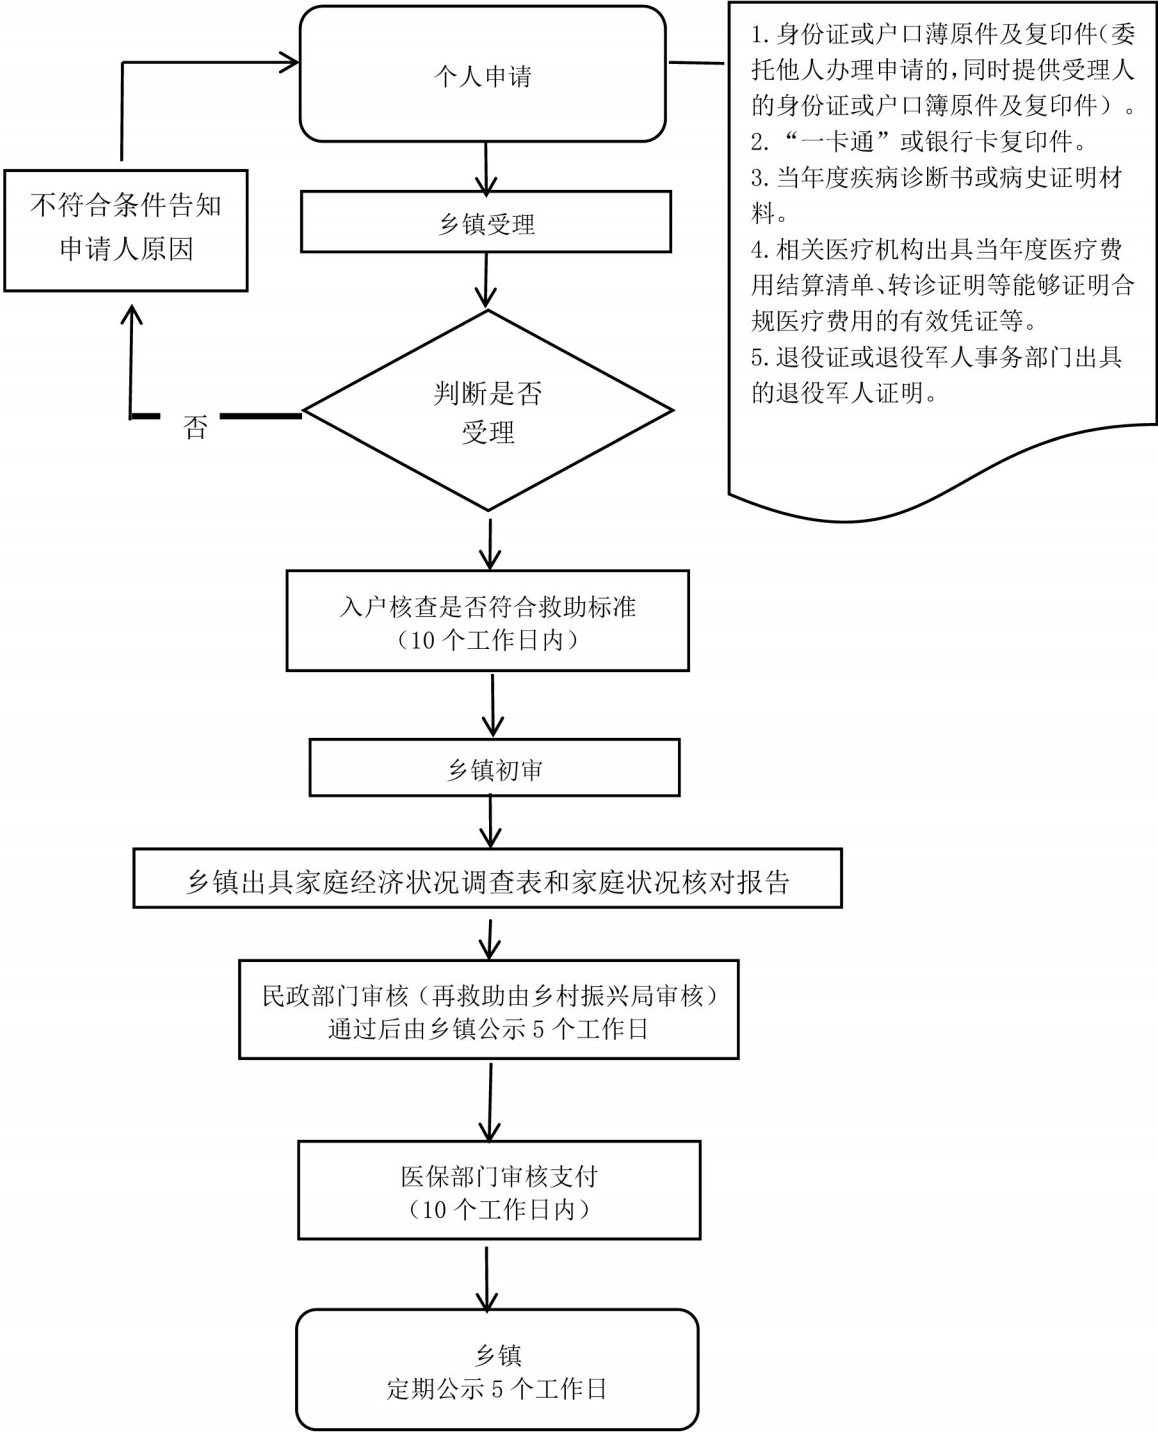 个人申请
1. 身份证或户口薄原件及复印件（委
托他人办理申请的，同时提供受理人
的身份证或户口簿原件及复印件）。
2. “一卡通”或银行卡复印件。
3. 当年度疾病诊断书或病史证明材
料。
4. 相关医疗机构出具当年度医疗费
用结算清单、转诊证明等能够证明合
规医疗费用的有效凭证等。
5. 退役证或退役军人事务部门出具
的退役军人证明。
不符合条件告知
申请人原因
乡镇受理
判断是否
受理
否
入户核查是否符合救助标准
（10 个工作日内）
乡镇初审
乡镇出具家庭经济状况调查表和家庭状况核对报告
民政部门审核（再救助由乡村振兴局审核）
通过后由乡镇公示 5 个工作日
医保部门审核支付
（10 个工作日内）
乡镇
定期公示 5 个工作日